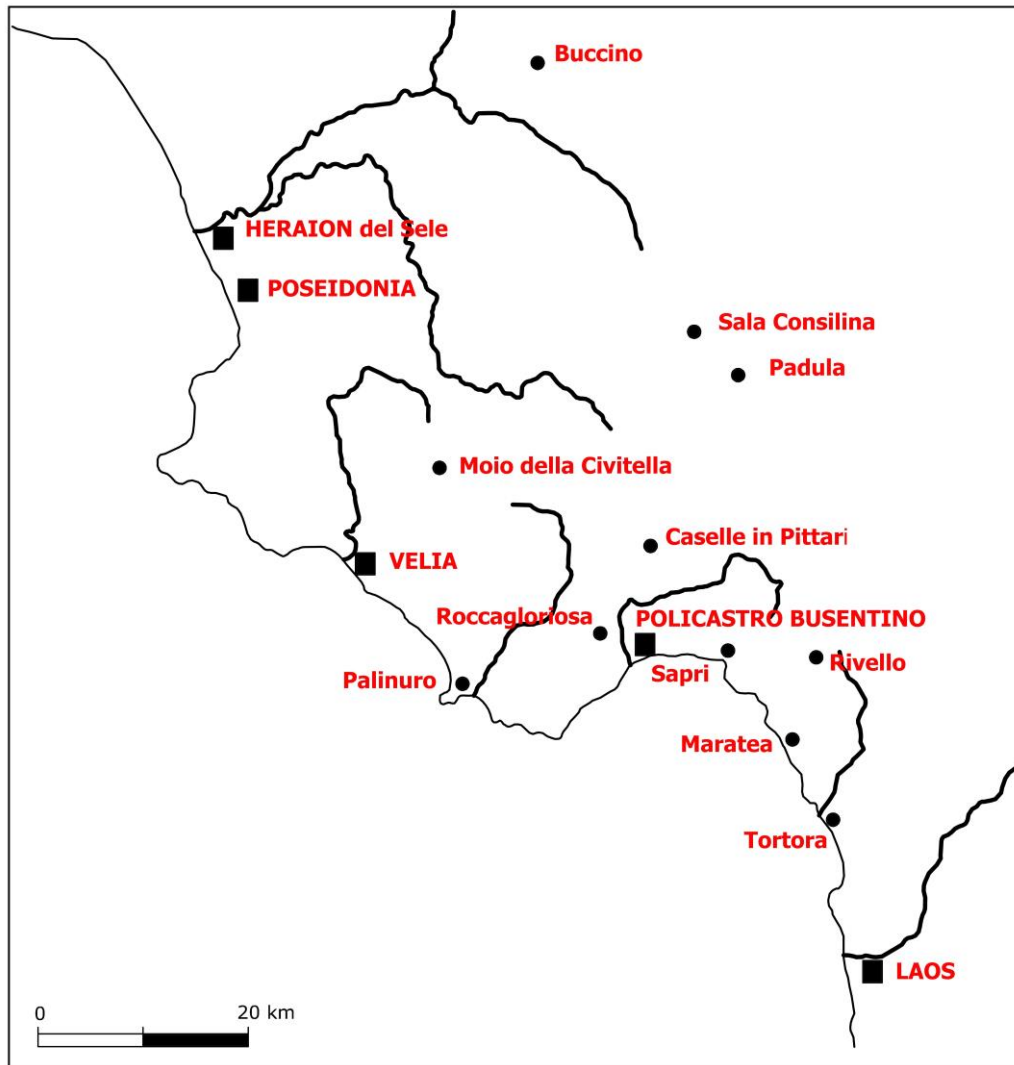 Buccino
HERAION del Sele
POSEIDONIA
Sala Consilina
Padula
Moio della Civitella
Caselle in Pittari
VELIA
Roccagloriosa
POLICASTRO BUSENTINO
Sapri
Rivello
Palinuro
Maratea
Tortora
LAOS
0 20 km